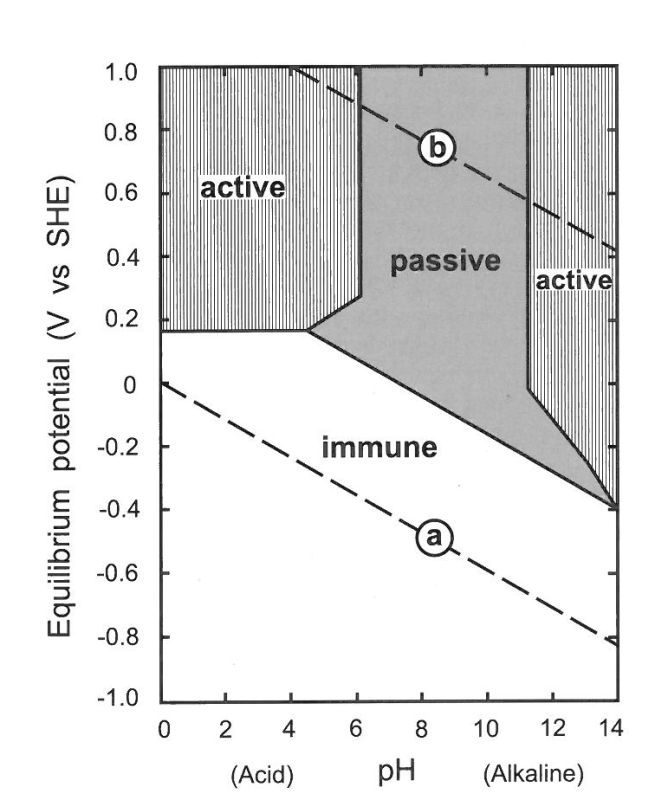 1.0
0.8
0.6
0.4
0.2
0
-0.2
-0.4
-0.6
-0.8
-1.0
Equilibrium potential (V vs SHE)
active
b
passive
active
immune
a
0 2 4 6 8 10 12 14
(Acid) pH (Alkaline)